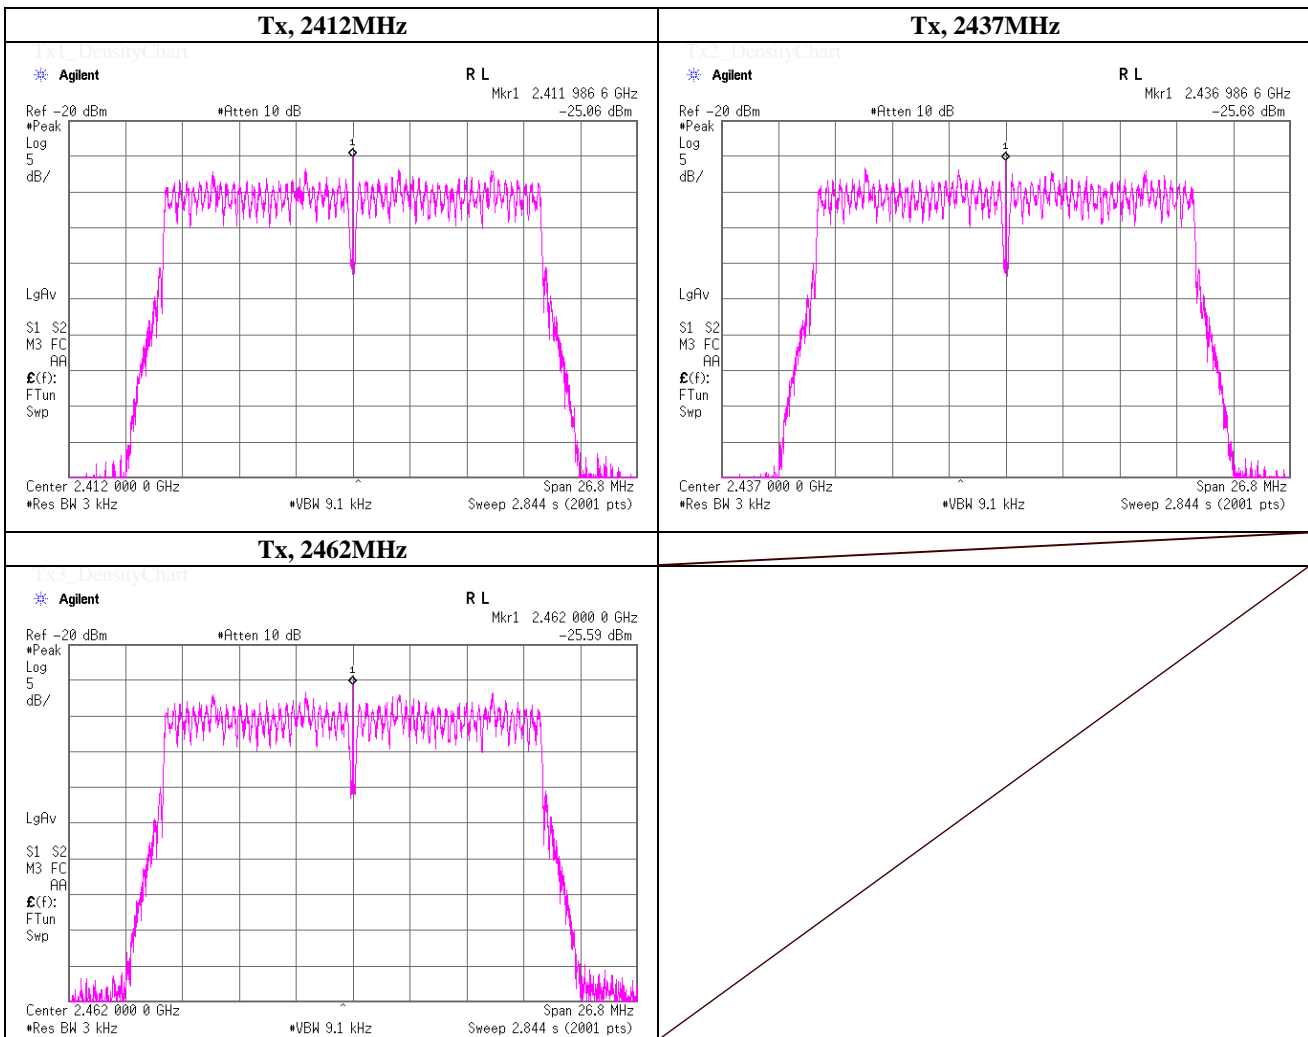 Tx, 2412MHz
Tx1_DensityChart
Agilent
R L
Mkr1 2.411 986 6 GHz
Ref -20 dBm #Atten 10 dB -25.06 dBm
#Peak
Log
5
dB/
1
LgAv
S1 S2
M3 FC
AA
£(f):
FTun
Swp
Center 2.412 000 0 GHz ^ Span 26.8 MHz
#Res BW 3 kHz #VBW 9.1 kHz Sweep 2.844 s (2001 pts)
Tx, 2437MHz
Tx2_DensityChart
Agilent
R L
Mkr1 2.436 986 6 GHz
Ref -20 dBm #Atten 10 dB -25.68 dBm
#Peak
Log
5
dB/
1
LgAv
S1 S2
M3 FC
AA
£(f):
FTun
Swp
Center 2.437 000 0 GHz ^ Span 26.8 MHz
#Res BW 3 kHz #VBW 9.1 kHz Sweep 2.844 s (2001 pts)
Tx, 2462MHz
Tx3_DensityChart
Agilent
R L
Mkr1 2.462 000 0 GHz
Ref -20 dBm #Atten 10 dB -25.59 dBm
#Peak
Log
5
dB/
1
LgAv
S1 S2
M3 FC
AA
£(f):
FTun
Swp
Center 2.462 000 0 GHz ^ Span 26.8 MHz
#Res BW 3 kHz #VBW 9.1 kHz Sweep 2.844 s (2001 pts)